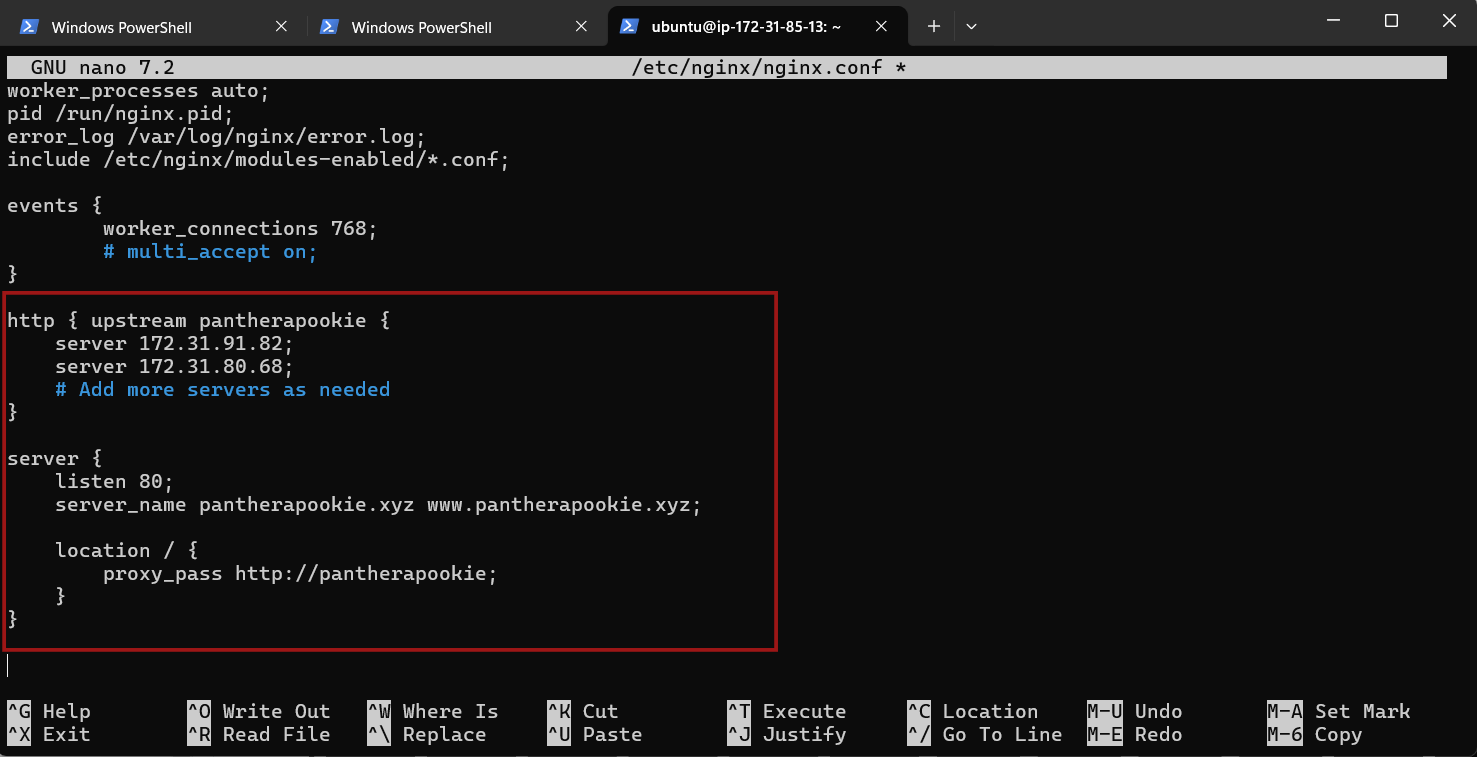 Windows PowerShell
Windows PowerShell
ubuntu@ip-172-31-85-13: ~
GNU nano 7.2 /etc/nginx/nginx.conf *
worker_processes auto;
pid /run/nginx.pid;
error_log /var/log/nginx/error.log;
include /etc/nginx/modules-enabled/*.conf;
events {
worker_connections 768;
# multi_accept on;
}
http { upstream pantherapookie {
server 172.31.91.82;
server 172.31.80.68;
# Add more servers as needed
}
server {
listen 80;
server_name pantherapookie.xyz www.pantherapookie.xyz;
location / {
proxy_pass http://pantherapookie;
}
}
^G Help ^O Write Out ^W Where Is ^K Cut ^T Execute ^C Location M-U Undo M-A Set Mark
^X Exit ^R Read File ^\ Replace ^U Paste ^J Justify ^/ Go To Line M-E Redo M-6 Copy